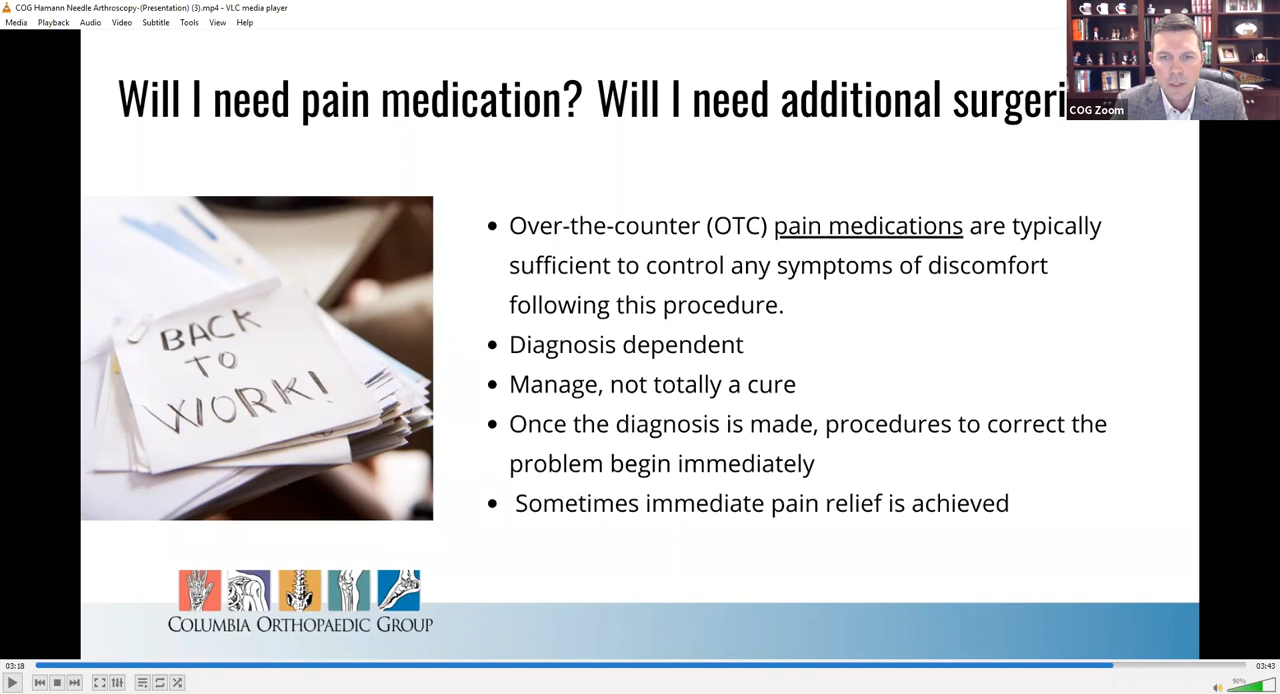 COG Hamann Needle Arthroscopy-(Presentation) (3).mp4 - VLC media player
Media Playback Audio Video Subtitle Tools View Help
Will I need pain medication? Will I need additional surgeri
COG Zoom
BACK
TO
WORK!
• Over-the-counter (OTC) pain medications are typically
sufficient to control any symptoms of discomfort
following this procedure.
• Diagnosis dependent
• Manage, not totally a cure
• Once the diagnosis is made, procedures to correct the
problem begin immediately
• Sometimes immediate pain relief is achieved
COLUMBIA ORTHOPAEDIC GROUP
03:18 03:43
90%